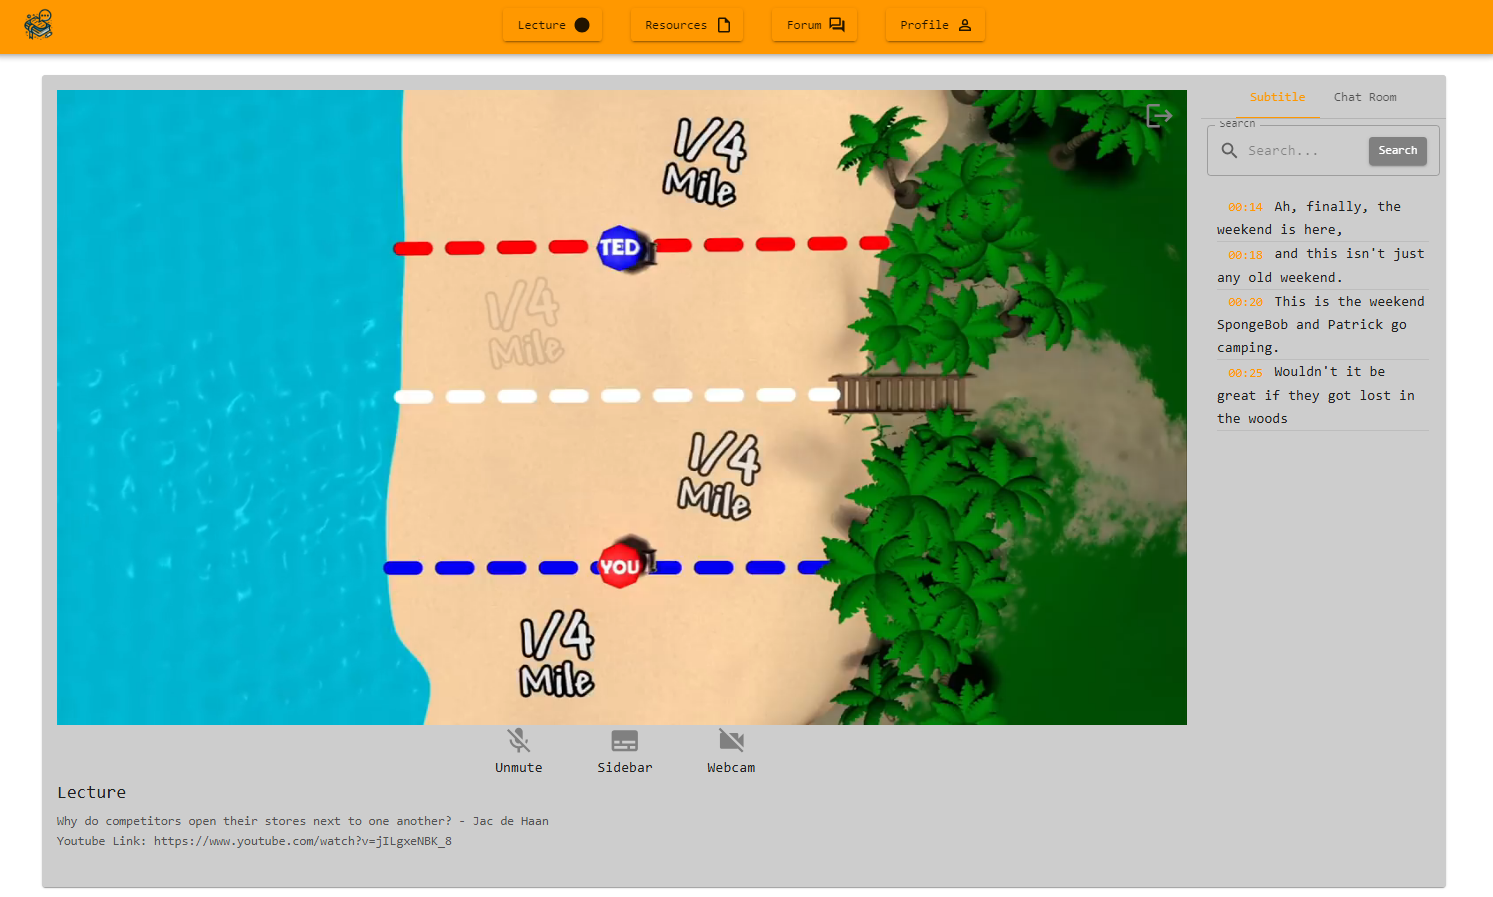 Lecture
Resources
Forum
Profile
1/4
Mile
TED
1/4
Mile
1/4
Mile
YOU
1/4
Mile
Subtitle
Chat Room
Search
Search...
Search
00:14 Ah, finally, the
weekend is here,
00:18 and this isn't just
any old weekend.
00:20 This is the weekend
SpongeBob and Patrick go
camping.
00:25 Wouldn't it be
great if they got lost in
the woods
Unmute
Sidebar
Webcam
Lecture
Why do competitors open their stores next to one another? - Jac de Haan
Youtube Link: https://www.youtube.com/watch?v=jILgxeNBK_8